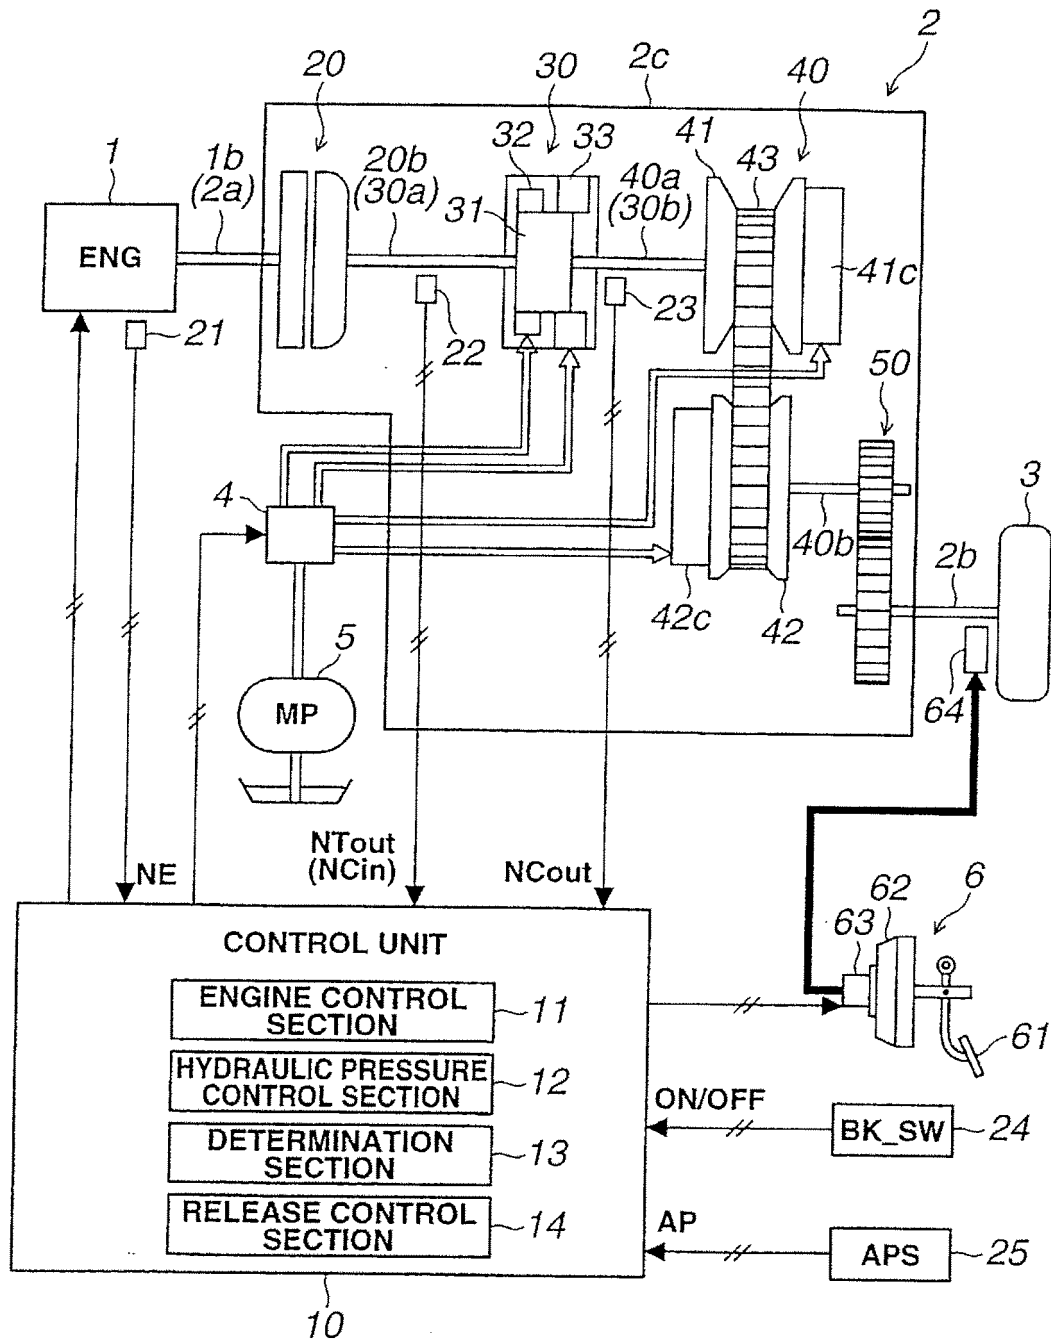 2
2c
20
30
40
1
1b
(2a)
20b
(30a)
32
33
41
43
40a
(30b)
31
ENG
41c
21
22
23
50
4
3
40b
2b
42c
42
5
64
MP
NTout
(NCin)
NE
NCout
6
62
63
CONTROL UNIT
ENGINE CONTROL
SECTION
11
61
HYDRAULIC PRESSURE
CONTROL SECTION
12
ON/OFF
BK_SW
24
DETERMINATION
SECTION
13
RELEASE CONTROL
SECTION
14
AP
APS
25
10